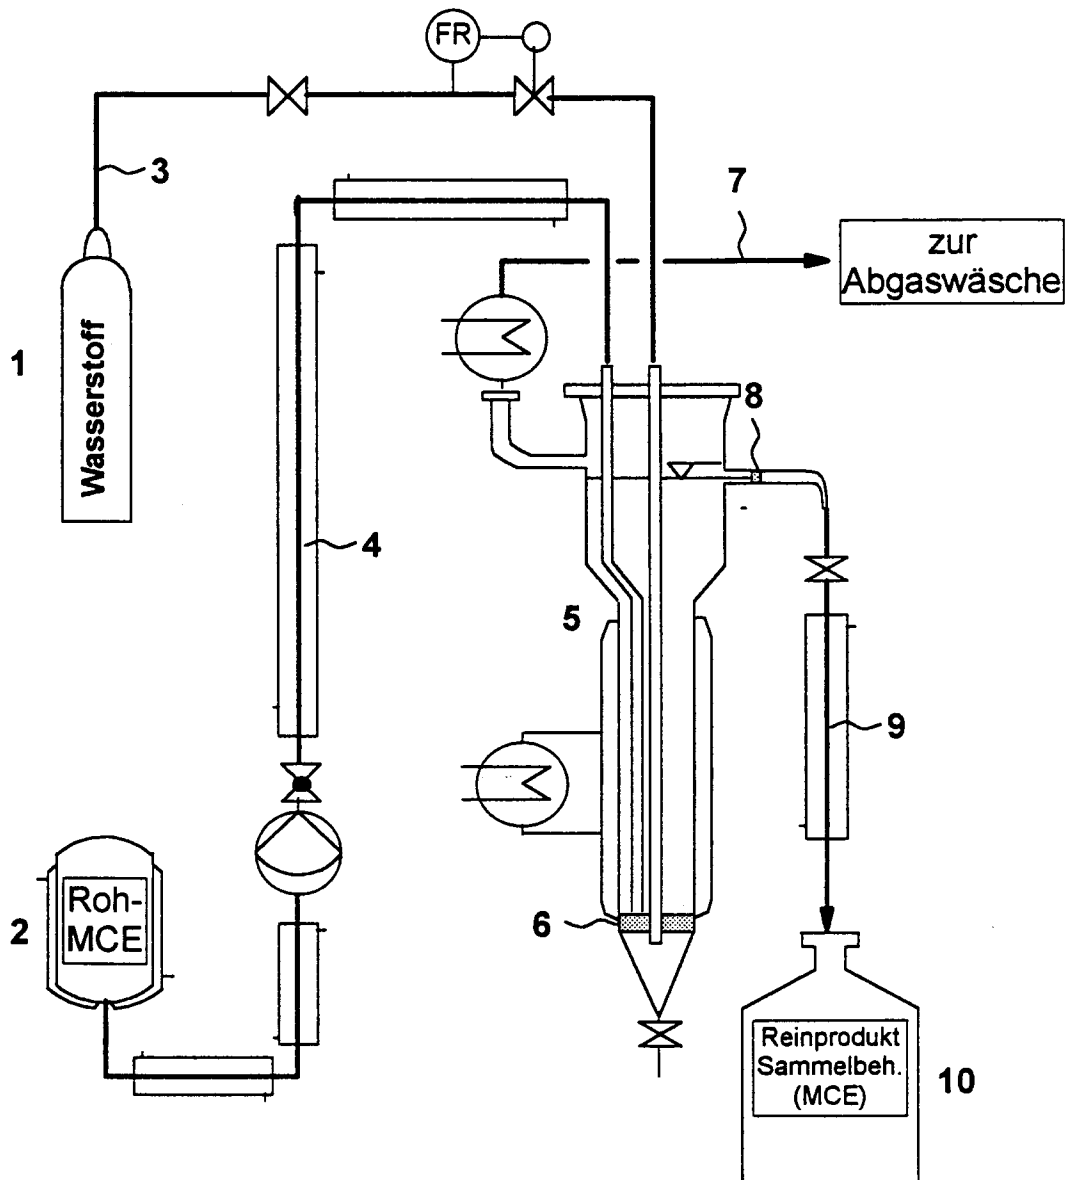 FR
3
7
zur
Abgaswäsche
Wasserstoff
1
8
4
5
9
2
Roh-
MCE
6
Reinprodukt
Sammelbeh.
(MCE)
10